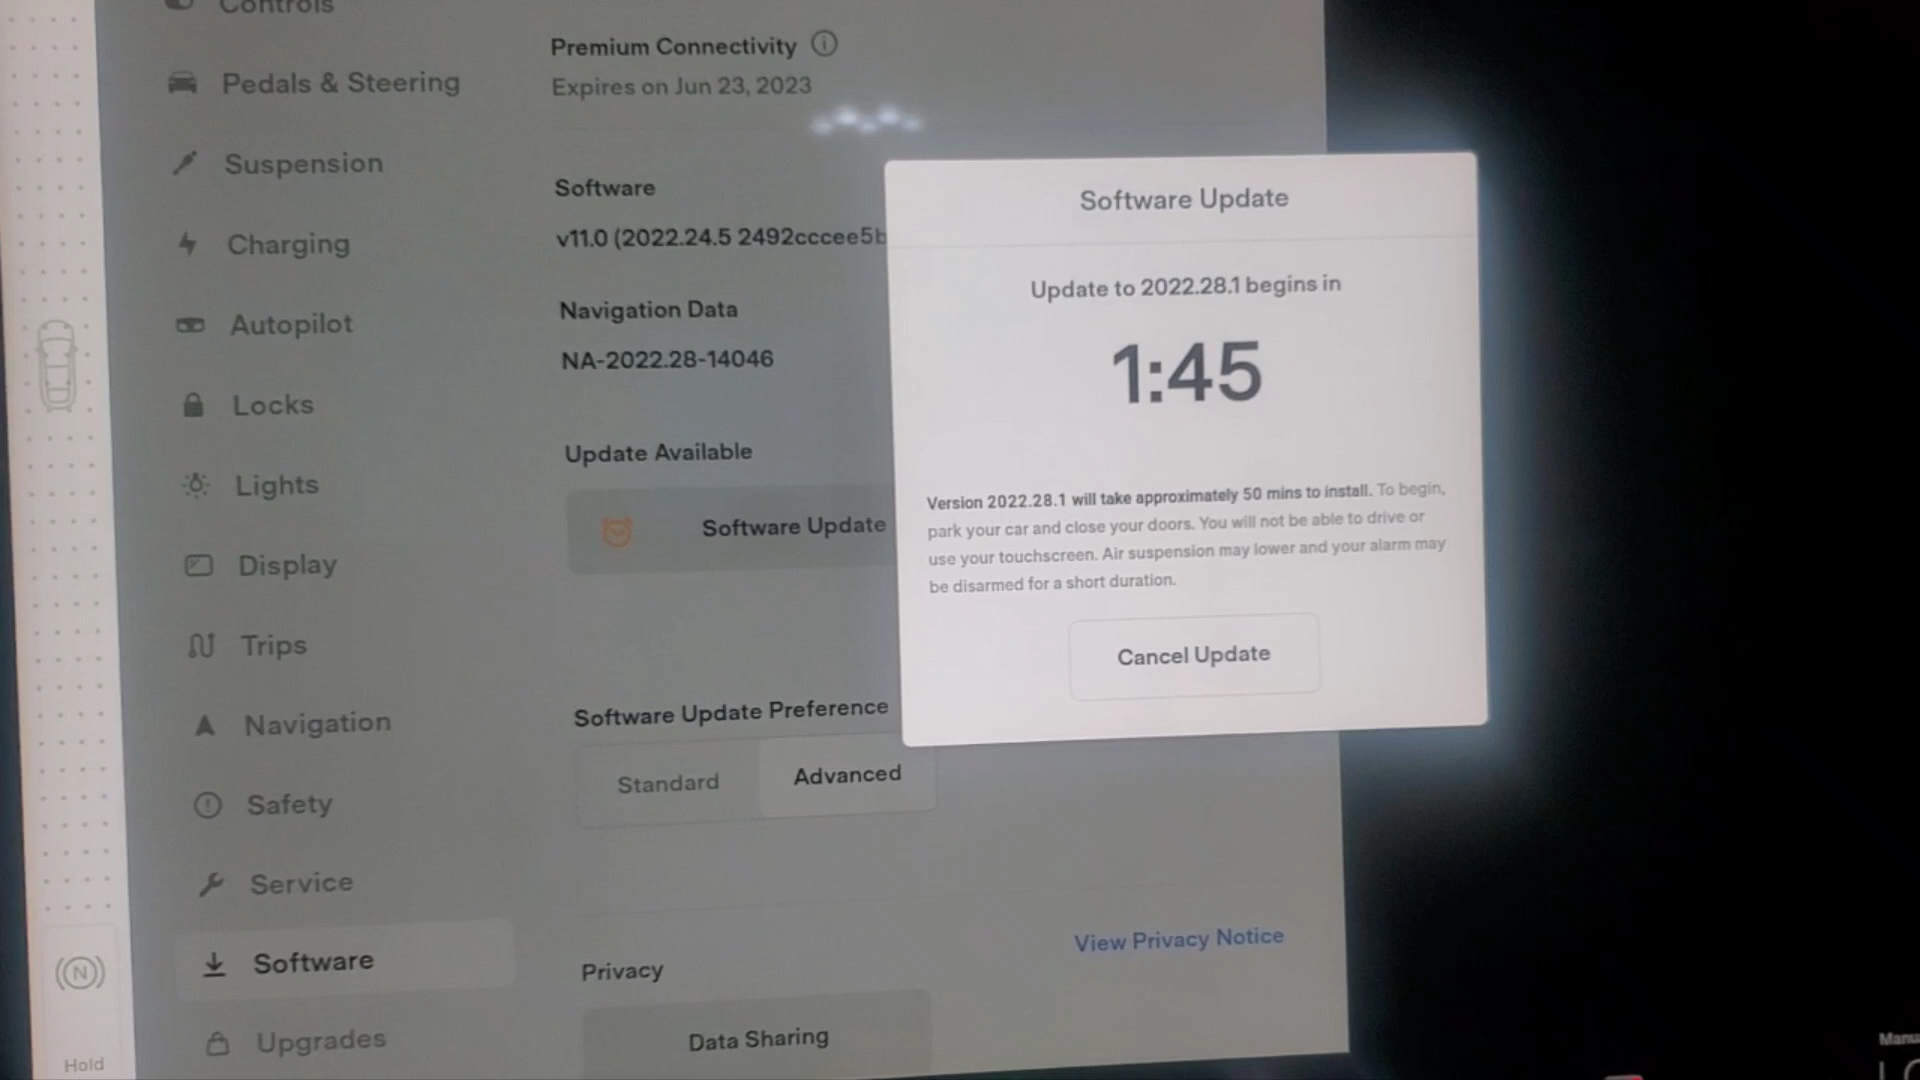 Controls
Pedals & Steering
Suspension
Charging
Autopilot
Locks
Lights
Display
Trips
Navigation
Safety
Service
Software
Upgrades
Hold
Premium Connectivity
Expires on Jun 23, 2023
Software
v11.0 (2022.24.5 2492cccee5b
Navigation Data
NA-2022.28-14046
Update Available
Software Update
Software Update Preference
Standard
Advanced
View Privacy Notice
Privacy
Data Sharing
Software Update
Update to 2022.28.1 begins in
1:45
Version 2022.28.1 will take approximately 50 mins to install. To begin,
park your car and close your doors. You will not be able to drive or
use your touchscreen. Air suspension may lower and your alarm may
be disarmed for a short duration.
Cancel Update